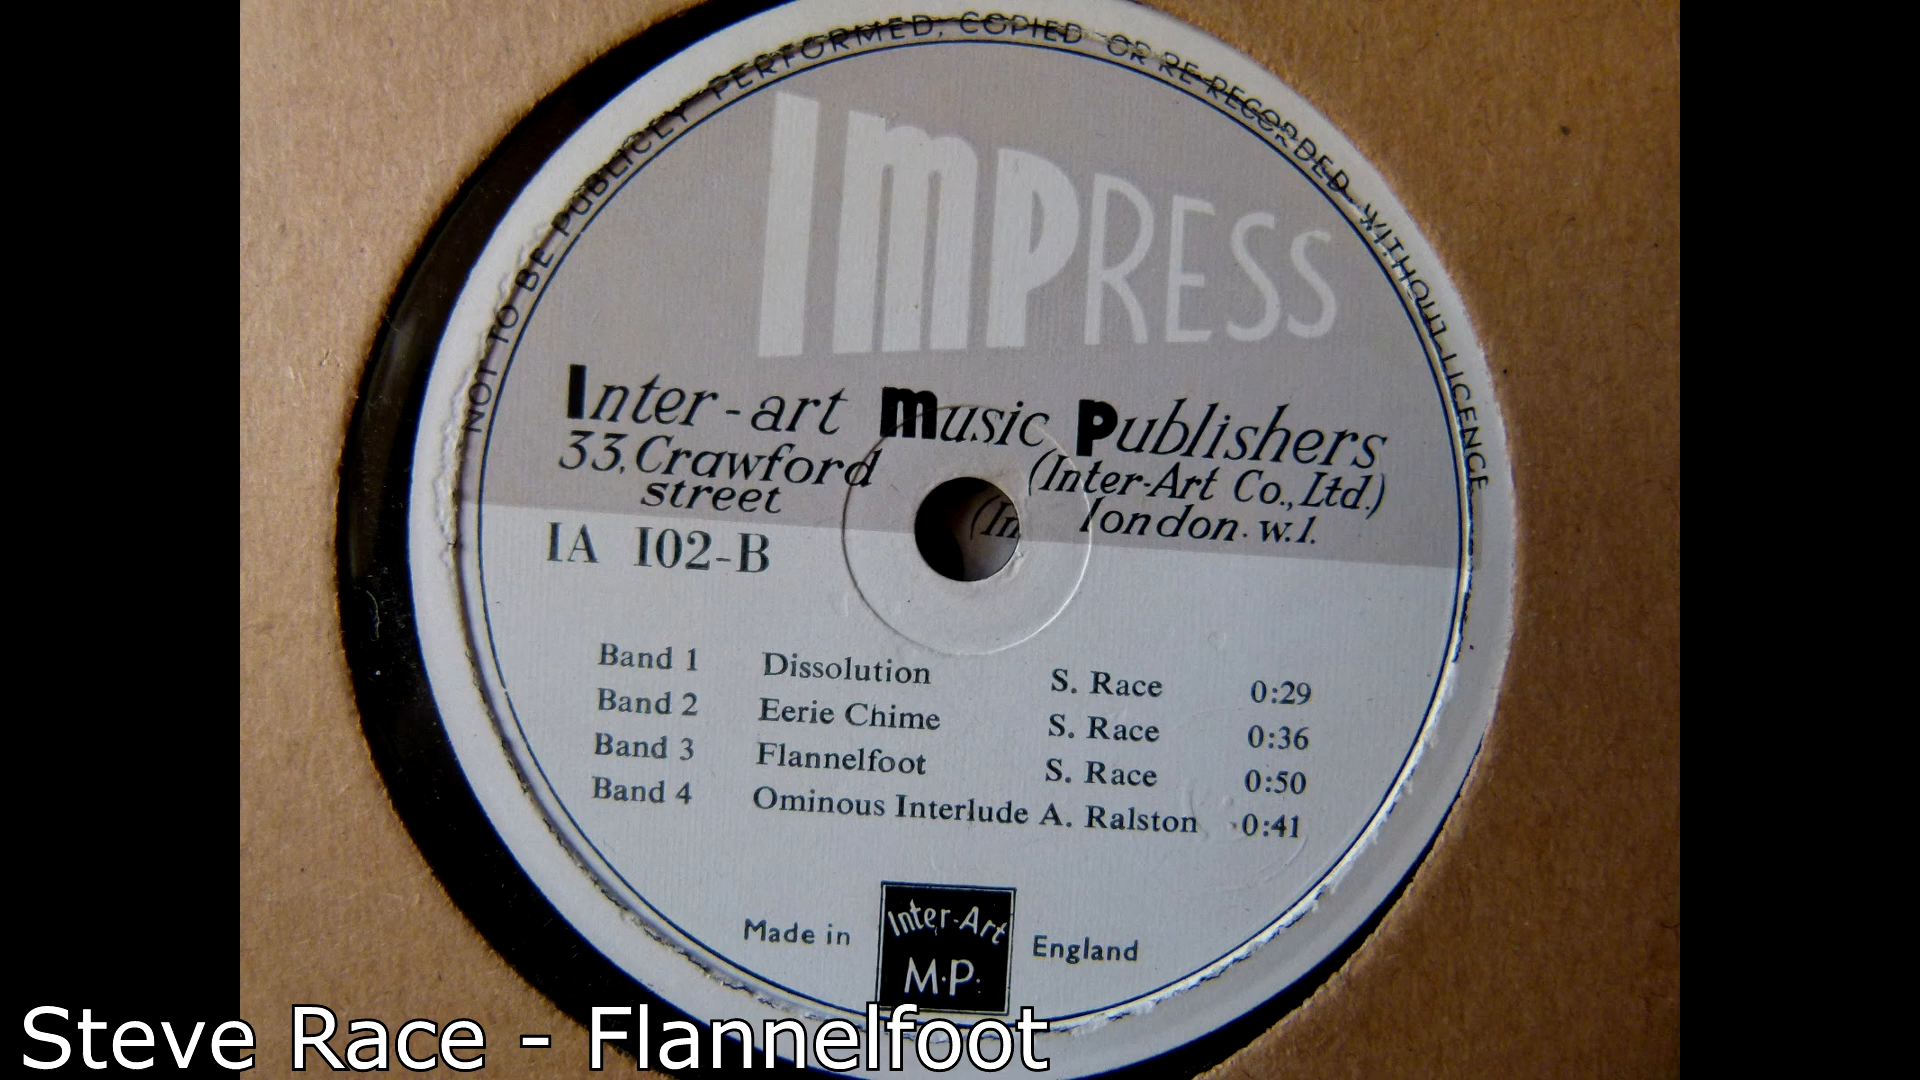 NOT TO BE PUBLICLY PERFORMED, COPIED OR RE-RECORDED WITHOUT LICENCE
IMPRESS
Inter-art Music Publishers
33, Crawford street
(Inter-Art Co., Ltd.)
london. w.1.
(In
IA 102-B
Band 1 Dissolution S. Race 0:29
Band 2 Eerie Chime S. Race 0:36
Band 3 Flannelfoot S. Race 0:50
Band 4 Ominous Interlude A. Ralston 0:41
Made in England
Inter-Art
M.P.
Steve Race - Flannelfoot